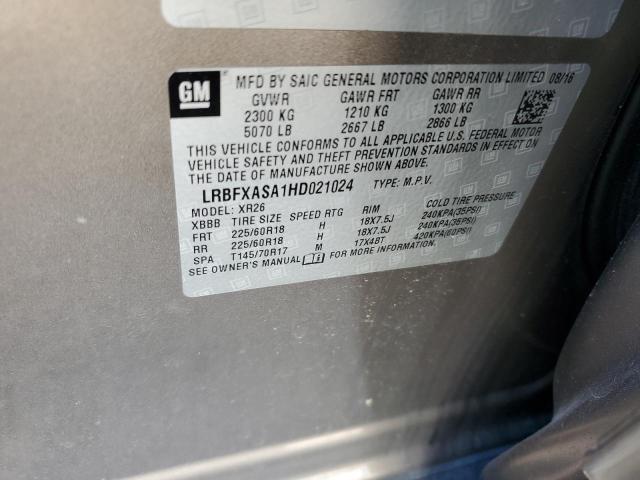 GM
MFD BY SAIC GENERAL MOTORS CORPORATION LIMITED 08/16
GVWR GAWR FRT GAWR RR
2300 KG 1210 KG 1300 KG
5070 LB 2667 LB 2866 LB
THIS VEHICLE CONFORMS TO ALL APPLICABLE U.S. FEDERAL MOTOR
VEHICLE SAFETY AND THEFT PREVENTION STANDARDS IN EFFECT ON
THE DATE OF MANUFACTURE SHOWN ABOVE.
LRBFXASA1HD021024 TYPE: M.P.V.
MODEL: XR26
XBBB TIRE SIZE SPEED RTG RIM COLD TIRE PRESSURE
FRT 225/60R18 H 18X7.5J 240KPA(35PSI)
RR 225/60R18 H 18X7.5J 240KPA(35PSI)
SPA T145/70R17 M 17X4BT 420KPA(60PSI)
SEE OWNER'S MANUAL FOR MORE INFORMATION.